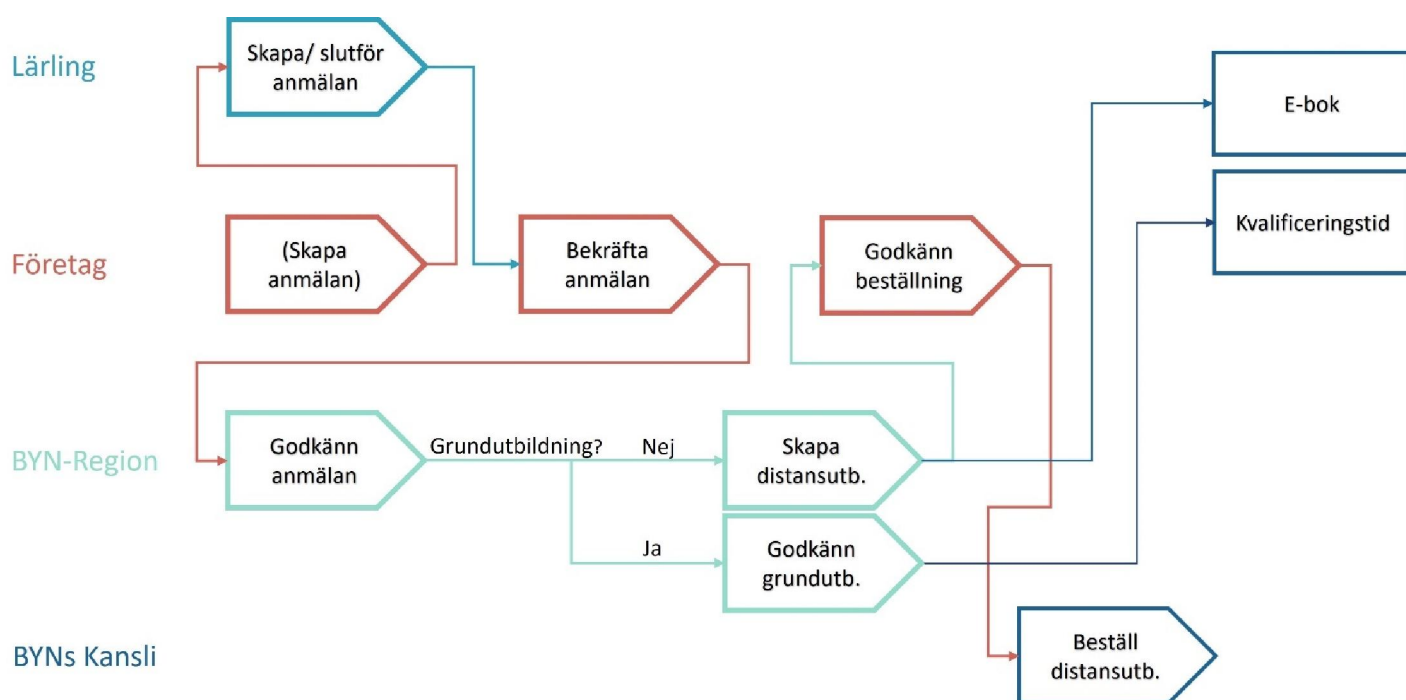 Lärling
Skapa/ slutför
anmälan
E-bok
Kvalificeringstid
Företag
(Skapa
anmälan)
Bekräfta
anmälan
Godkänn
beställning
BYN-Region
Godkänn
anmälan
Grundutbildning?
Nej
Skapa
distansutb.
Ja
Godkänn
grundutb.
BYNs Kansli
Beställ
distansutb.